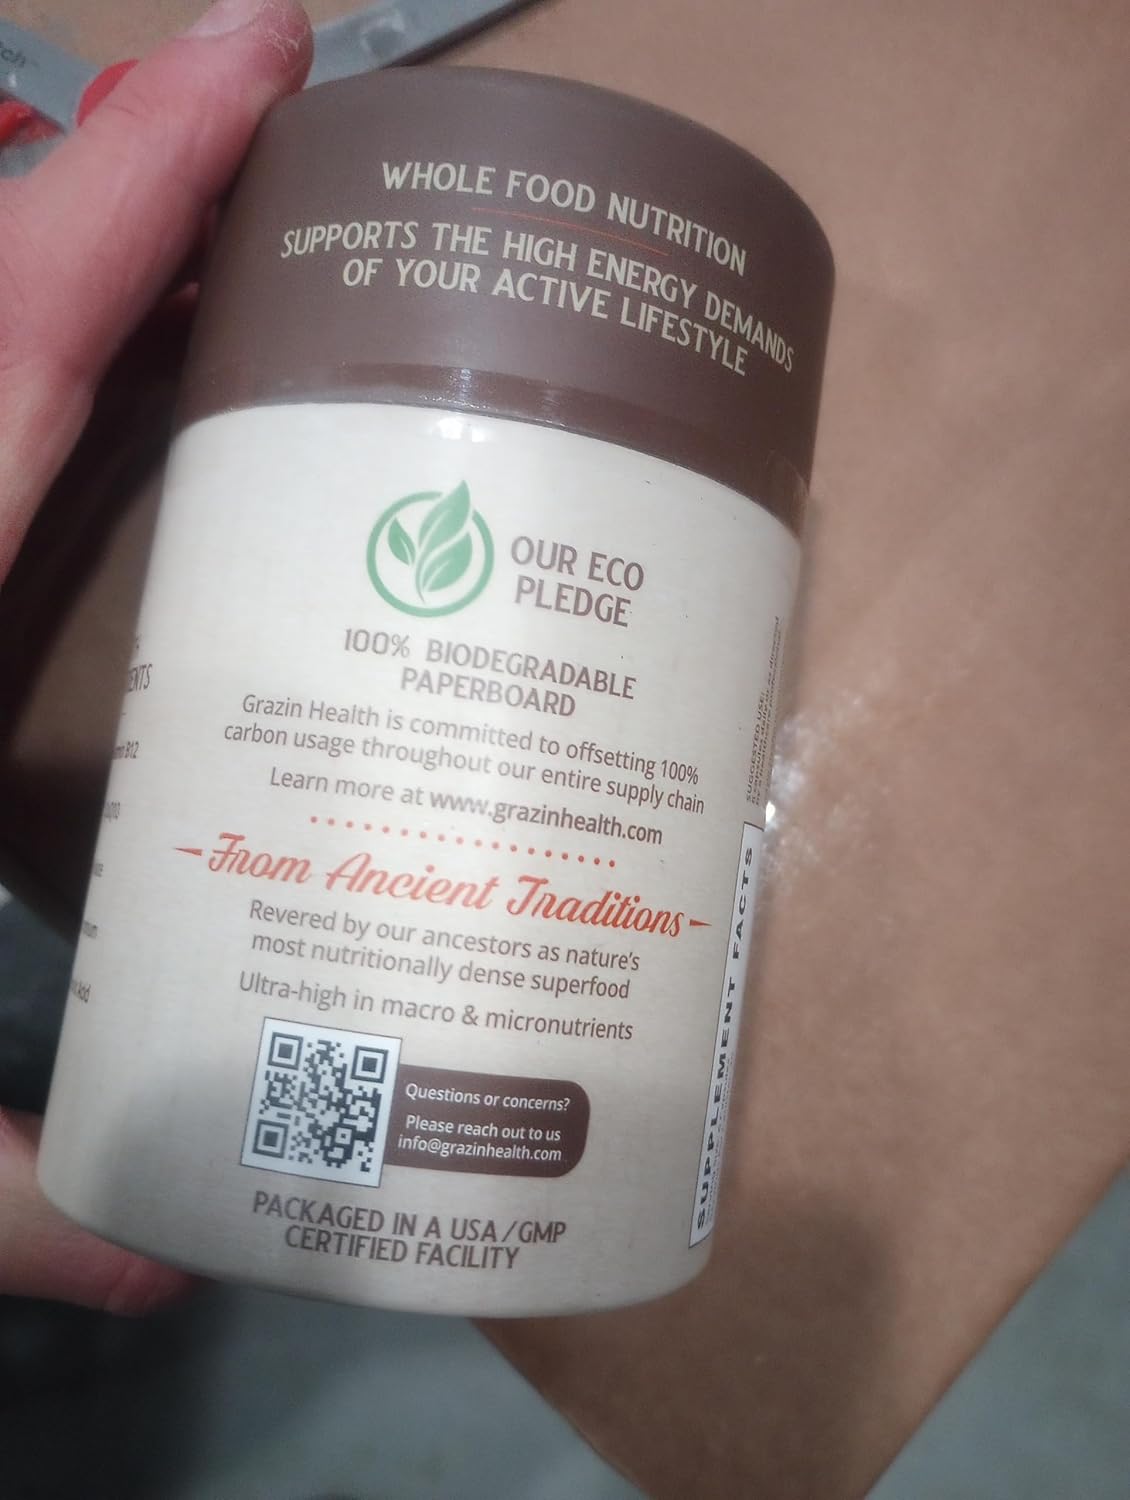 WHOLE FOOD NUTRITION
SUPPORTS THE HIGH ENERGY DEMANDS
OF YOUR ACTIVE LIFESTYLE
OUR ECO
PLEDGE
100% BIODEGRADABLE
PAPERBOARD
Grazin Health is committed to offsetting 100%
carbon usage throughout our entire supply chain
Learn more at www.grazinhealth.com
From Ancient Traditions
Revered by our ancestors as nature's
most nutritionally dense superfood
Ultra-high in macro & micronutrients
Questions or concerns?
Please reach out to us
info@grazinhealth.com
PACKAGED IN A USA/GMP
CERTIFIED FACILITY
B12
SUGGESTED USE:
SUPPLEMENT FACTS